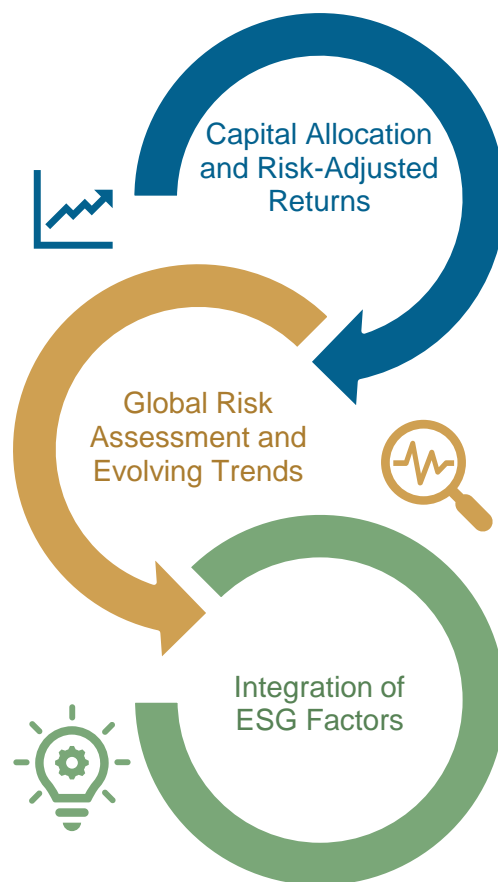 Capital Allocation
and Risk-Adjusted
Returns
Global Risk
Assessment and
Evolving Trends
Integration of
ESG Factors